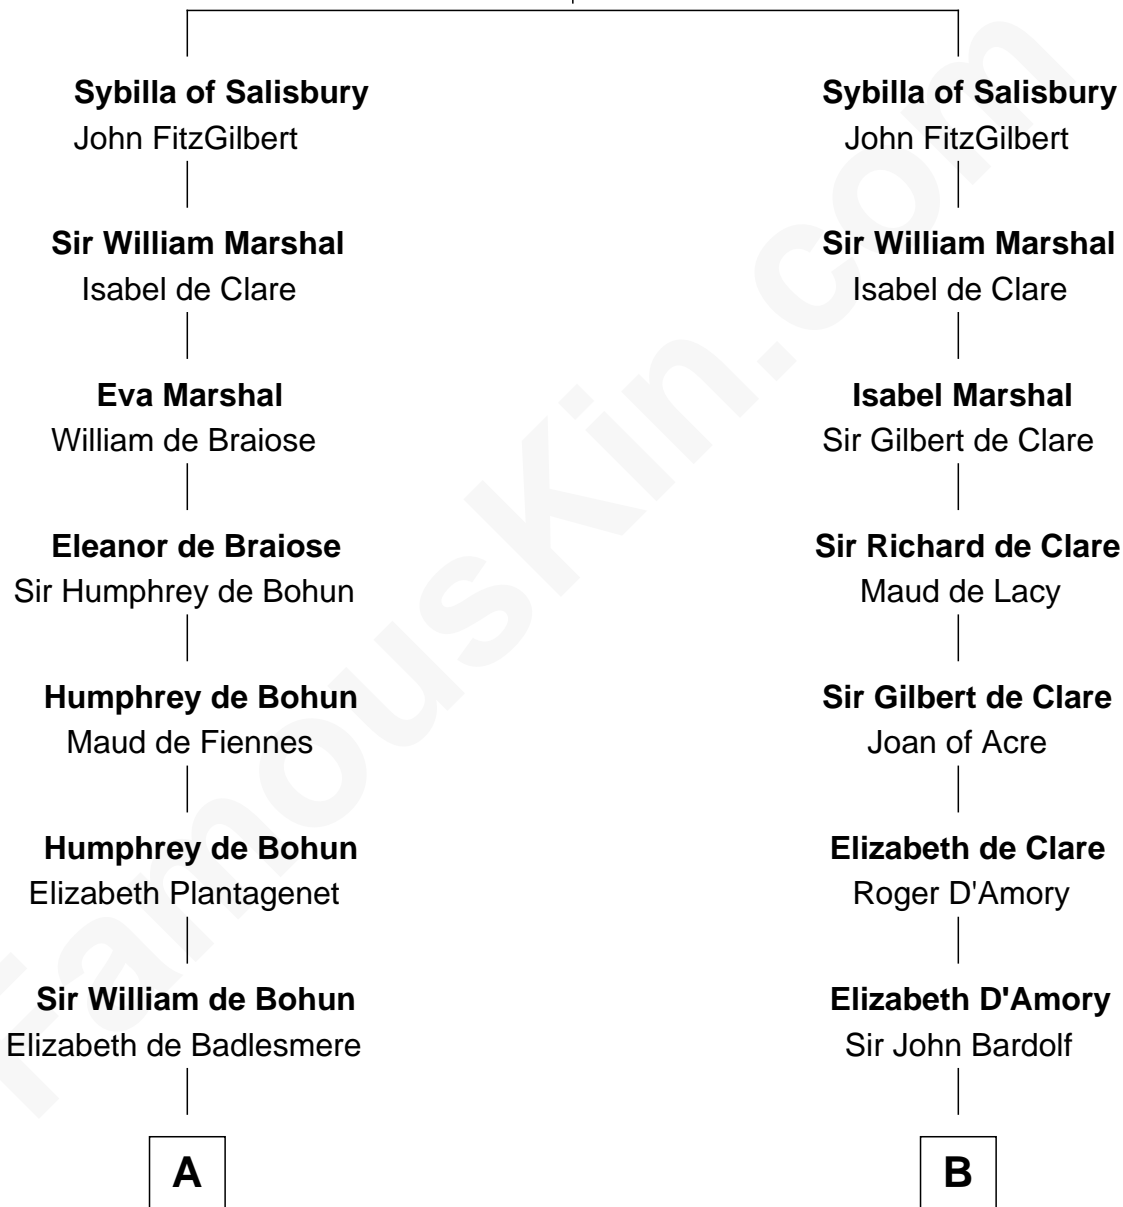 Sybilla of Salisbury
John FitzGilbert
Sir William Marshal
Isabel de Clare
Eva Marshal
William de Braiose
Eleanor de Braiose
Sir Humphrey de Bohun
Humphrey de Bohun
Maud de Fiennes
Humphrey de Bohun
Elizabeth Plantagenet
Sir William de Bohun
Elizabeth de Badlesmere
A
Sybilla of Salisbury
John FitzGilbert
Sir William Marshal
Isabel de Clare
Isabel Marshal
Sir Gilbert de Clare
Sir Richard de Clare
Maud de Lacy
Sir Gilbert de Clare
Joan of Acre
Elizabeth de Clare
Roger D'Amory
Elizabeth D'Amory
Sir John Bardolf
B
FamousKin.com